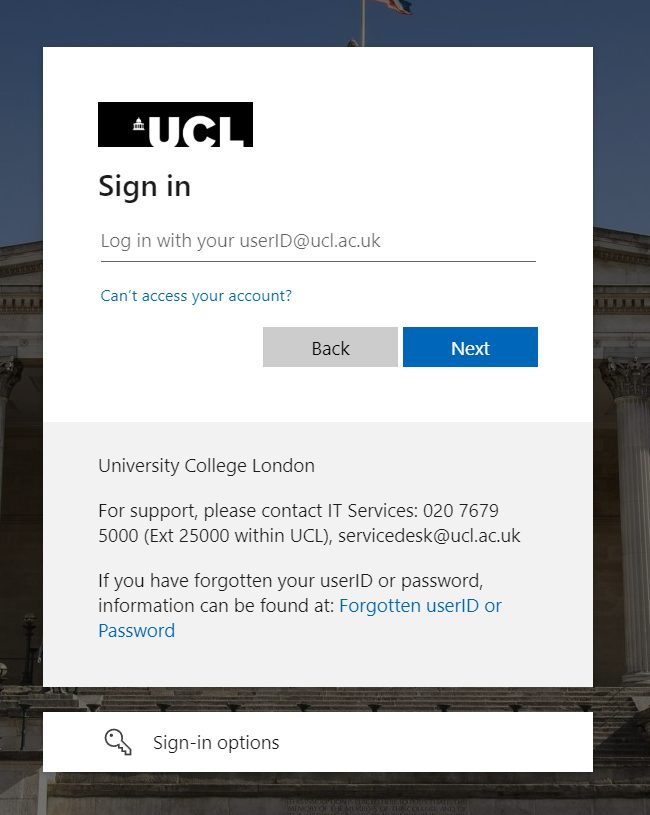 UCL
Sign in
Log in with your userID@ucl.ac.uk
Can't access your account?
Back
Next
University College London
For support, please contact IT Services: 020 7679
5000 (Ext 25000 within UCL), servicedesk@ucl.ac.uk
If you have forgotten your userID or password,
information can be found at: Forgotten userID or
Password
Sign-in options